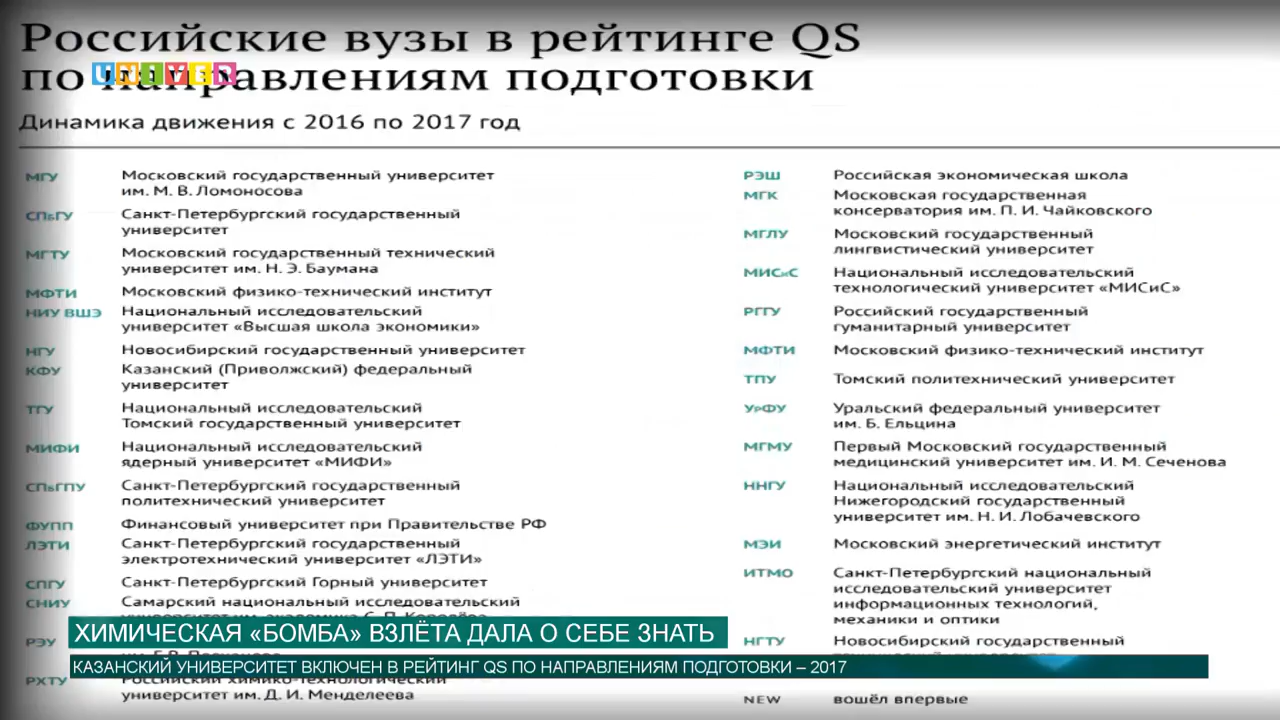 Российские вузы в рейтинге QS
по направлениям подготовки
UNIVER
Динамика движения с 2016 по 2017 год
МГУ Московский государственный университет
им. М. В. Ломоносова
СПбГУ Санкт-Петербургский государственный
университет
МГТУ Московский государственный технический
университет им. Н. Э. Баумана
МФТИ Московский физико-технический институт
НИУ ВШЭ Национальный исследовательский
университет «Высшая школа экономики»
НГУ Новосибирский государственный университет
КФУ Казанский (Приволжский) федеральный
университет
ТГУ Национальный исследовательский
Томский государственный университет
МИФИ Национальный исследовательский
ядерный университет «МИФИ»
СПбГПУ Санкт-Петербургский государственный
политехнический университет
ФУПП Финансовый университет при Правительстве РФ
ЛЭТИ Санкт-Петербургский государственный
электротехнический университет «ЛЭТИ»
СПГУ Санкт-Петербургский Горный университет
СНИУ Самарский национальный исследовательский
университет им. академика С. П. Королёва
РЭУ
им. Г.В. Плеханова
РХТУ Российский химико-технологический
университет им. Д. И. Менделеева
РЭШ Российская экономическая школа
МГК Московская государственная
консерватория им. П. И. Чайковского
МГЛУ Московский государственный
лингвистический университет
МИСиС Национальный исследовательский
технологический университет «МИСиС»
РГГУ Российский государственный
гуманитарный университет
МФТИ Московский физико-технический институт
ТПУ Томский политехнический университет
УрФУ Уральский федеральный университет
им. Б. Ельцина
МГМУ Первый Московский государственный
медицинский университет им. И. М. Сеченова
ННГУ Национальный исследовательский
Нижегородский государственный
университет им. Н. И. Лобачевского
МЭИ Московский энергетический институт
ИТМО Санкт-Петербургский национальный
исследовательский университет
информационных технологий,
механики и оптики
НГТУ Новосибирский государственный
NEW вошёл впервые
ХИМИЧЕСКАЯ «БОМБА» ВЗЛЁТА ДАЛА О СЕБЕ ЗНАТЬ
КАЗАНСКИЙ УНИВЕРСИТЕТ ВКЛЮЧЕН В РЕЙТИНГ QS ПО НАПРАВЛЕНИЯМ ПОДГОТОВКИ – 2017